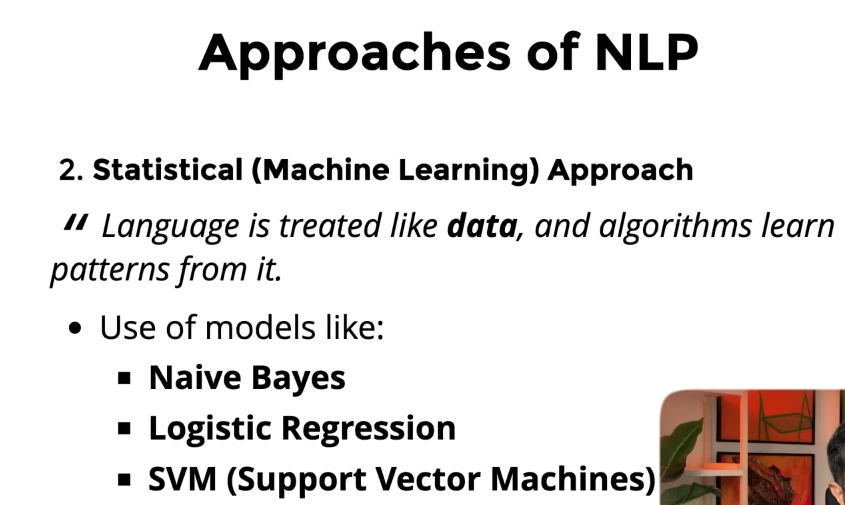 Approaches of NLP
2. Statistical (Machine Learning) Approach
“ Language is treated like data, and algorithms learn
patterns from it.
• Use of models like:
▪ Naive Bayes
▪ Logistic Regression
▪ SVM (Support Vector Machines)